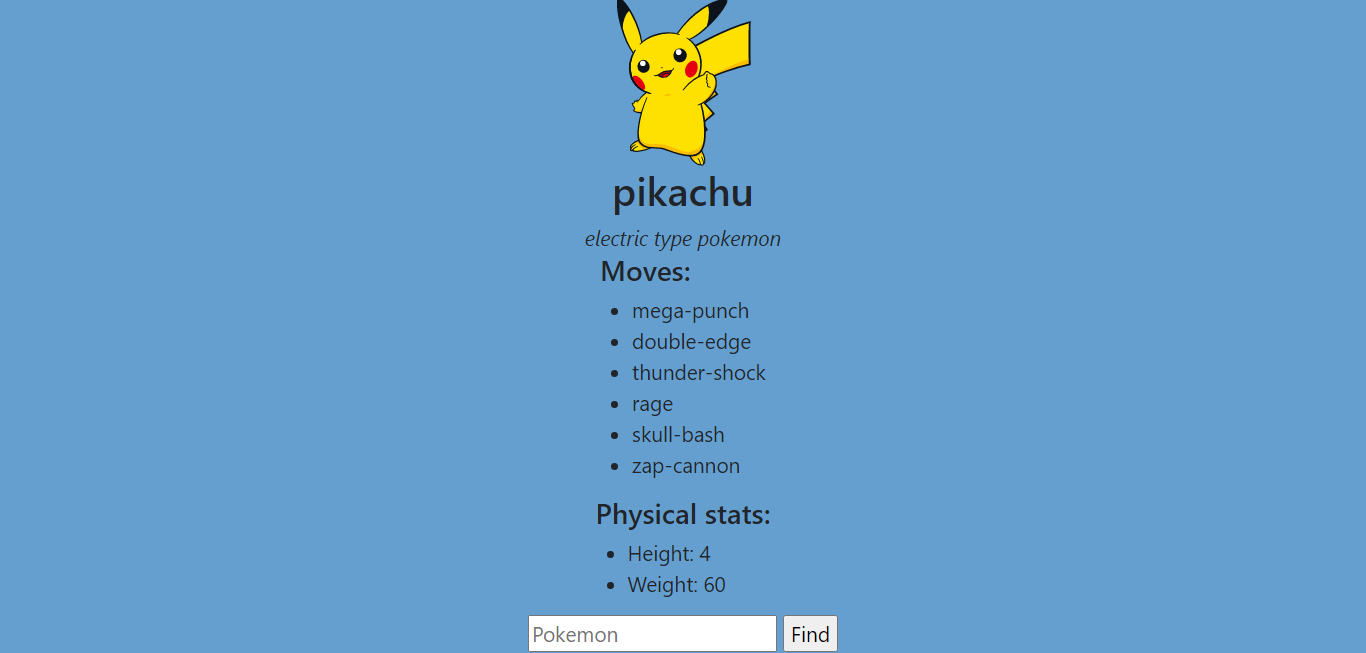 pikachu
electric type pokemon
Moves:
mega-punch
double-edge
thunder-shock
rage
skull-bash
zap-cannon
Physical stats:
Height: 4
Weight: 60
Pokemon Find